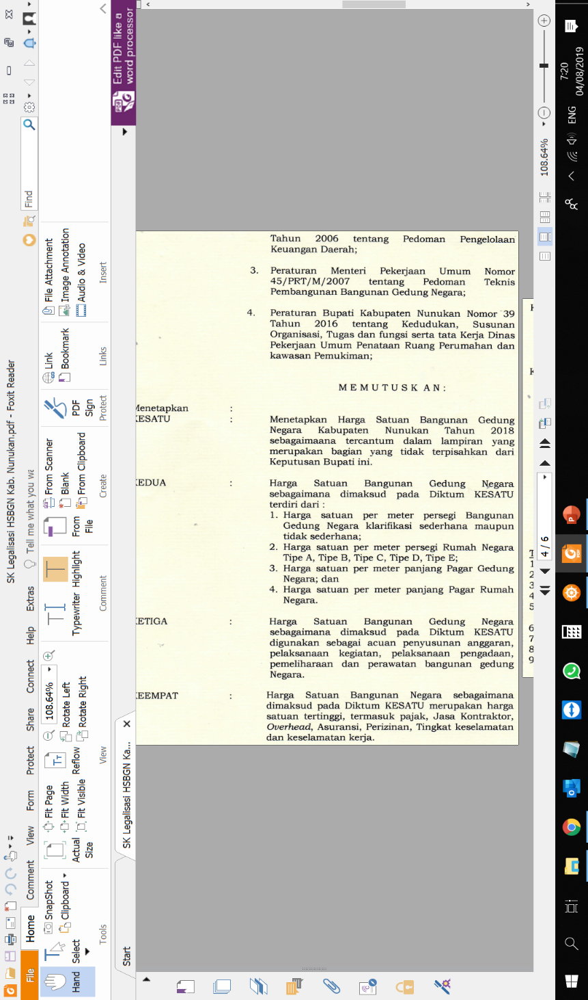 SK Legalisasi HSBGN Kab. Nunukan.pdf - Foxit Reader
File Home Comment View Form Protect Share Connect Help Extras Tell me what you wa Find
Hand
Select
SnapShot
Clipboard
Tools
Actual Size
Fit Page
Fit Width
Fit Visible
Reflow
108.64%
Rotate Left
Rotate Right
View
Typewriter
Highlight
Comment
From File
From Scanner
Blank
From Clipboard
Create
PDF Sign
Protect
Link
Bookmark
Links
File Attachment
Image Annotation
Audio & Video
Insert
Start
SK Legalisasi HSBGN Ka...
Edit PDF like a
word processor
Tahun 2006 tentang Pedoman Pengelolaan
Keuangan Daerah;
3. Peraturan Menteri Pekerjaan Umum Nomor
45/PRT/M/2007 tentang Pedoman Teknis
Pembangunan Bangunan Gedung Negara;
4. Peraturan Bupati Kabupaten Nunukan Nomor 39
Tahun 2016 tentang Kedudukan, Susunan
Organisasi, Tugas dan fungsi serta tata Kerja Dinas
Pekerjaan Umum Penataan Ruang Perumahan dan
kawasan Pemukiman;
M E M U T U S K A N :
Menetapkan :
KESATU : Menetapkan Harga Satuan Bangunan Gedung
Negara Kabupaten Nunukan Tahun 2018
sebagaimaana tercantum dalam lampiran yang
merupakan bagian yang tidak terpisahkan dari
Keputusan Bupati ini.
KEDUA : Harga Satuan Bangunan Gedung Negara
sebagaimana dimaksud pada Diktum KESATU
terdiri dari :
1. Harga satuan per meter persegi Bangunan
Gedung Negara klarifikasi sederhana maupun
tidak sederhana;
2. Harga satuan per meter persegi Rumah Negara
Tipe A, Tipe B, Tipe C, Tipe D, Tipe E;
3. Harga satuan per meter panjang Pagar Gedung
Negara; dan
4. Harga satuan per meter panjang Pagar Rumah
Negara.
KETIGA : Harga Satuan Bangunan Gedung Negara
sebagaimana dimaksud pada Diktum KESATU
digunakan sebagai acuan penyusunan anggaran,
pelaksanaan kegiatan, pelaksanaan pengadaan,
pemeliharaan dan perawatan bangunan gedung
Negara.
KEEMPAT : Harga Satuan Bangunan Negara sebagaimana
dimaksud pada Diktum KESATU merupakan harga
satuan tertinggi, termasuk pajak, Jasa Kontraktor,
Overhead, Asuransi, Perizinan, Tingkat keselamatan
dan keselamatan kerja.
1
2
3
4
5
6
7
8
9
4 / 6
108.64%
ENG
7:20
04/08/2019